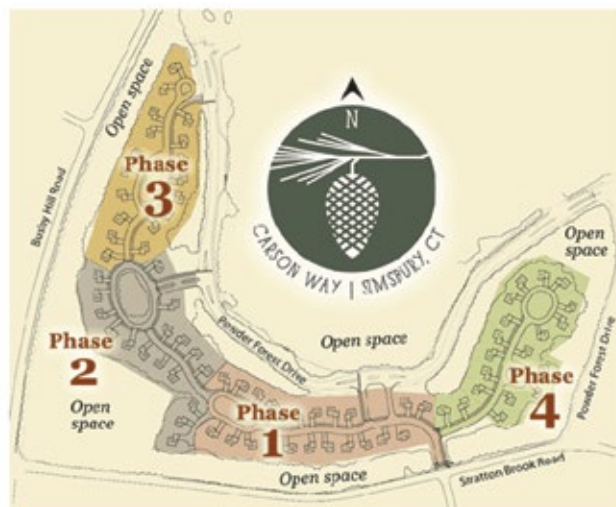 Open space
Bushy Hill Road
Phase
3
N
CARSON WAY | SIMSBURY, CT
Open space
Powder Forest Drive
Open space
Phase
2
Open space
Phase
1
Phase
4
Powder Forest Drive
Open space
Stratton Brook Road